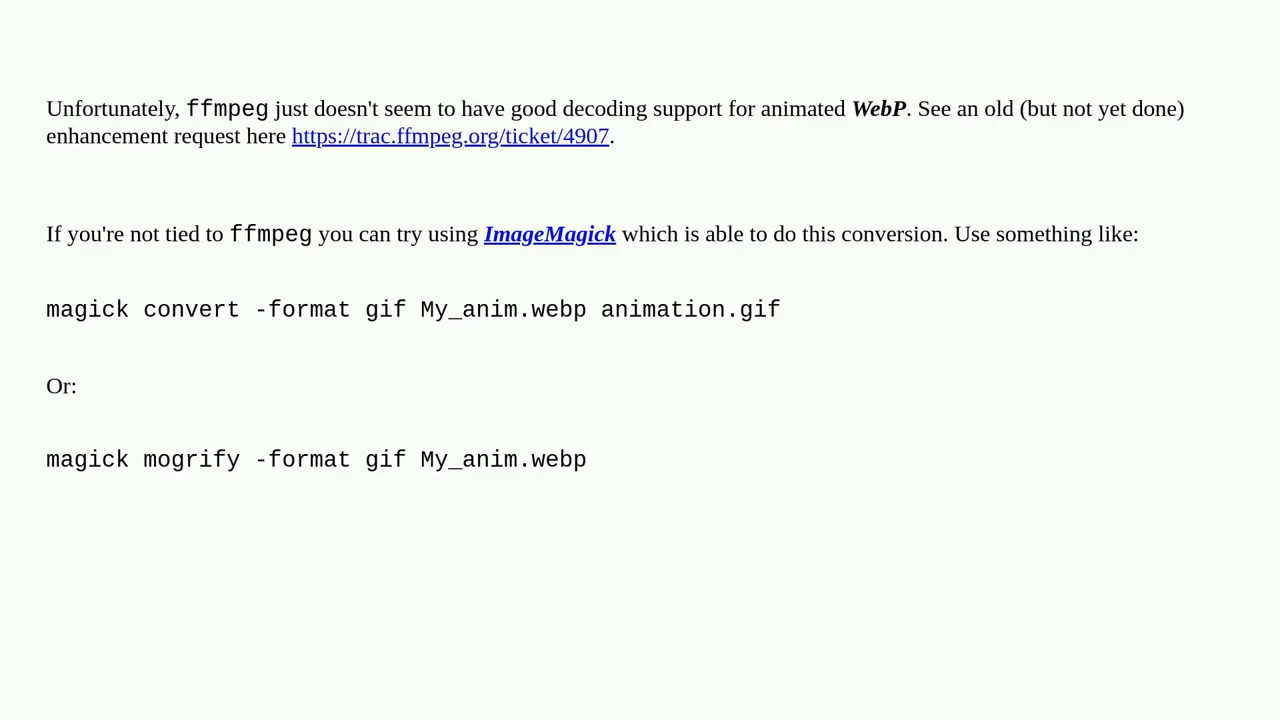 Unfortunately, ffmpeg just doesn't seem to have good decoding support for animated WebP. See an old (but not yet done)
enhancement request here https://trac.ffmpeg.org/ticket/4907.
If you're not tied to ffmpeg you can try using ImageMagick which is able to do this conversion. Use something like:
magick convert -format gif My_anim.webp animation.gif
Or:
magick mogrify -format gif My_anim.webp